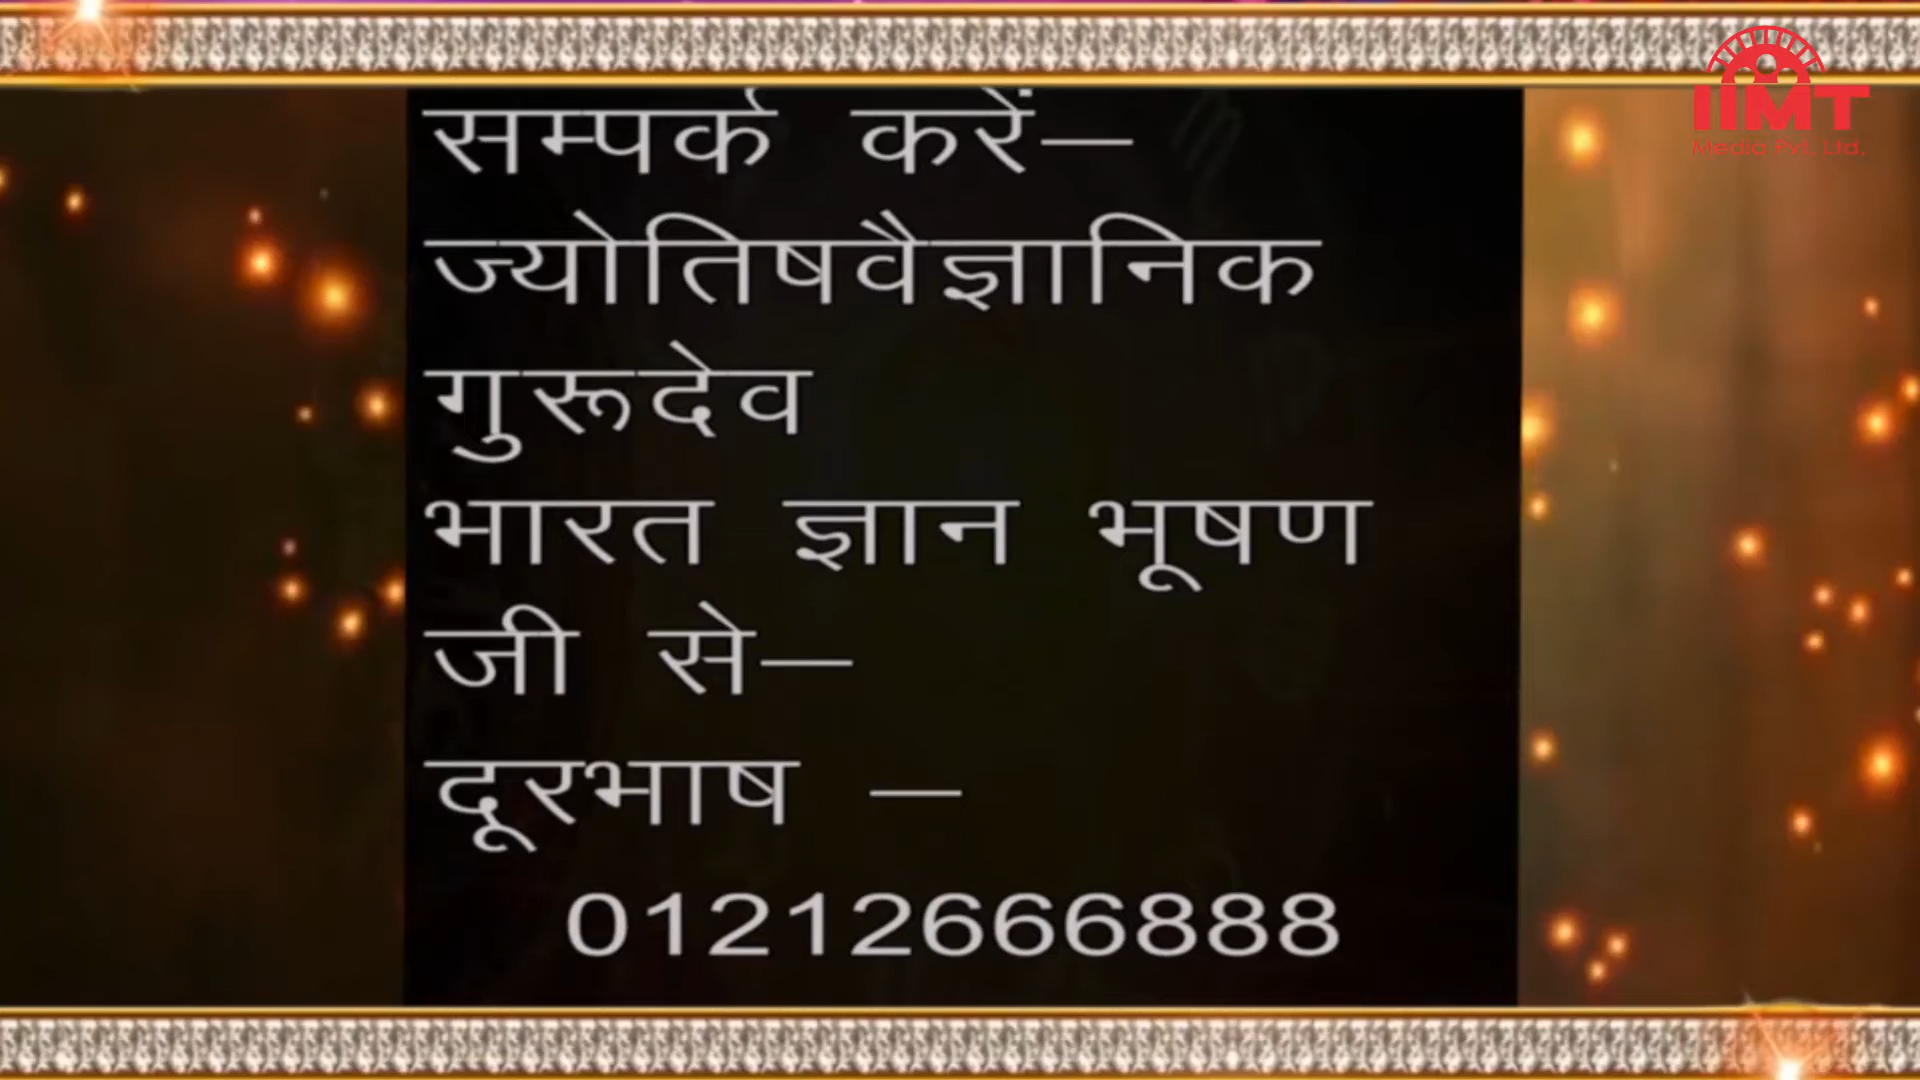 IIMT
Media Pvt. Ltd.
सम्पर्क करें—
ज्योतिषवैज्ञानिक
गुरूदेव
भारत ज्ञान भूषण
जी से—
दूरभाष —
01212666888